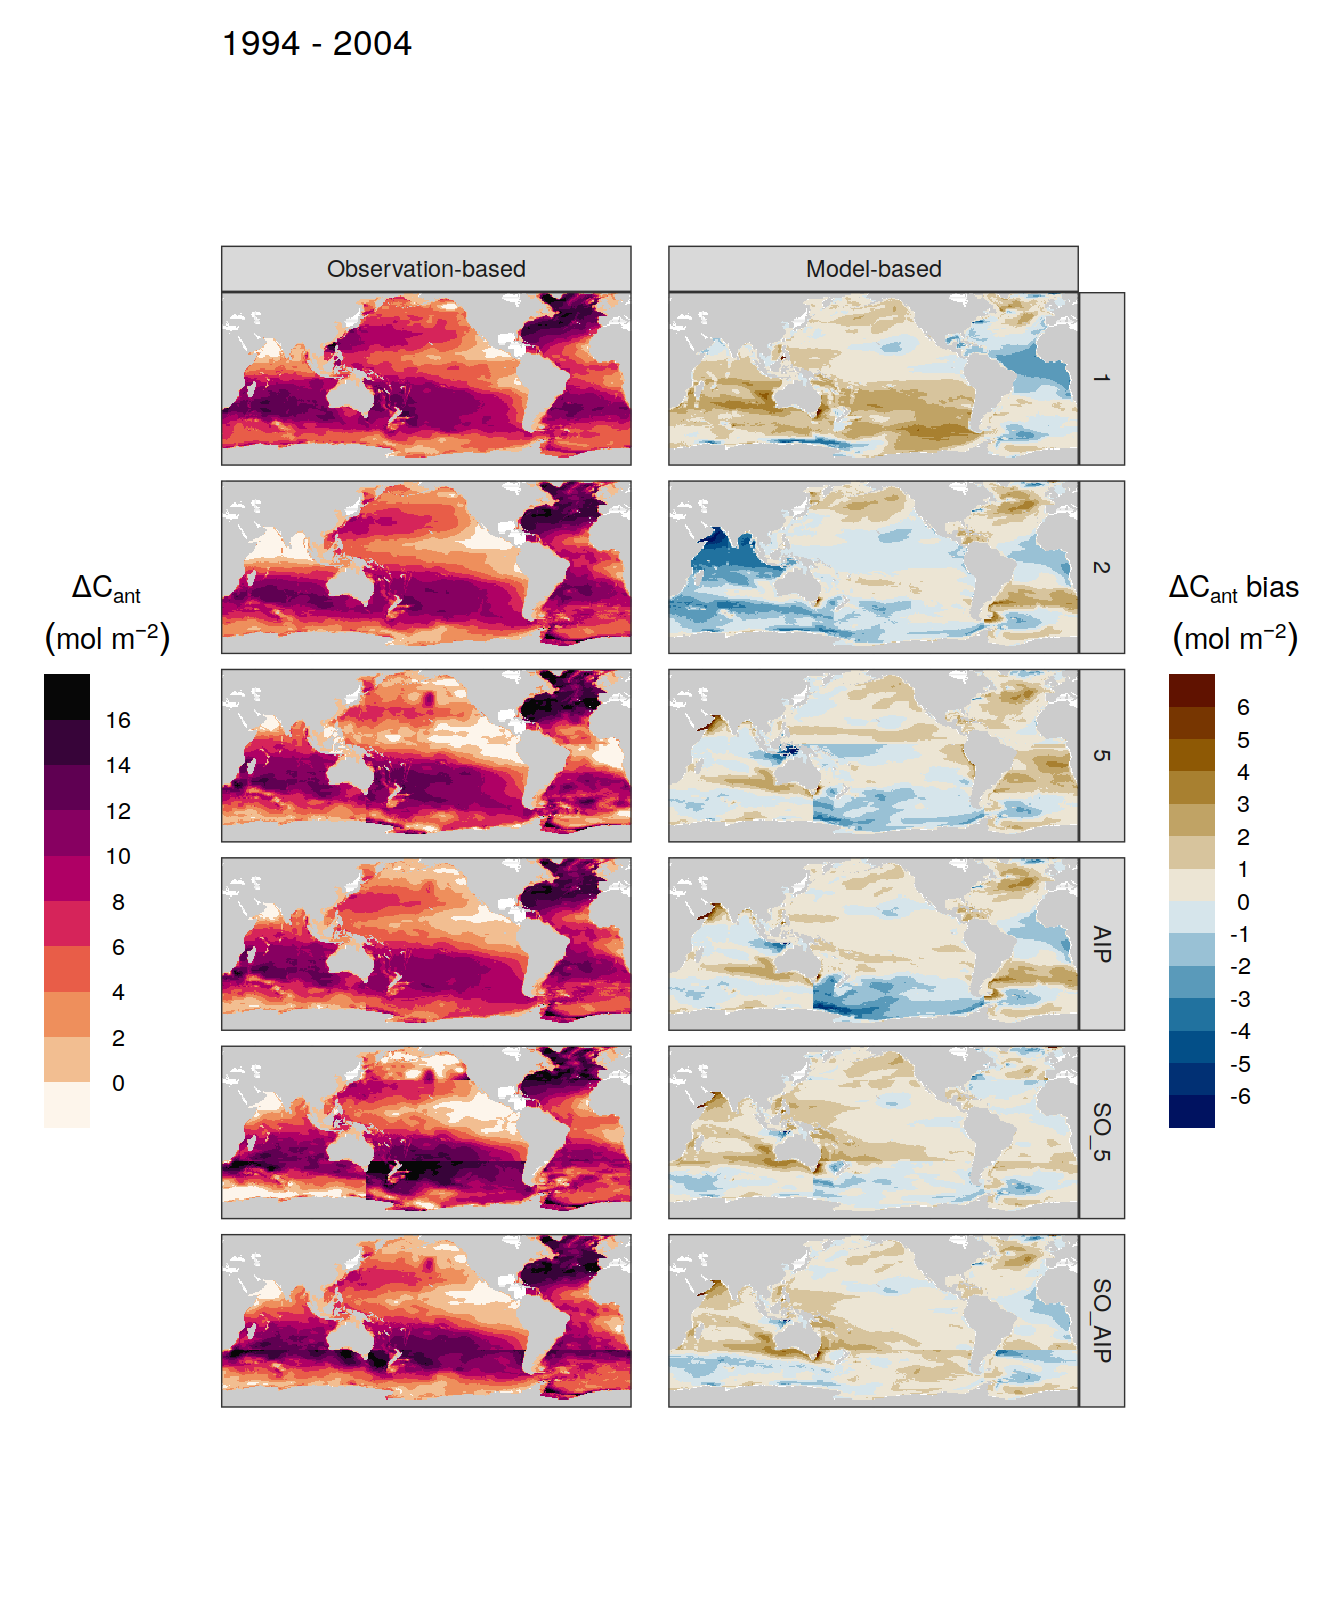 1994 - 2004
Observation-based
Model-based
1
2
5
AIP
SO_5
SO_AIP
ΔCant
(mol m−2)
16
14
12
10
8
6
4
2
0
ΔCant bias
(mol m−2)
6
5
4
3
2
1
0
-1
-2
-3
-4
-5
-6